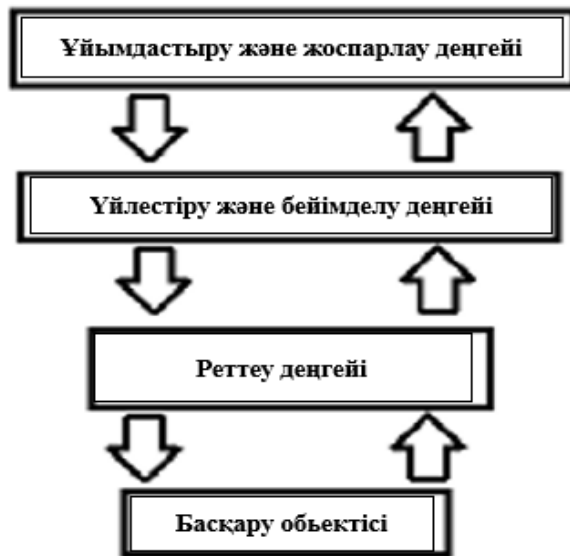 Ұйымдастыру және жоспарлау деңгейі
Үйлестіру және бейімделу деңгейі
Реттеу деңгейі
Басқару обьектісі